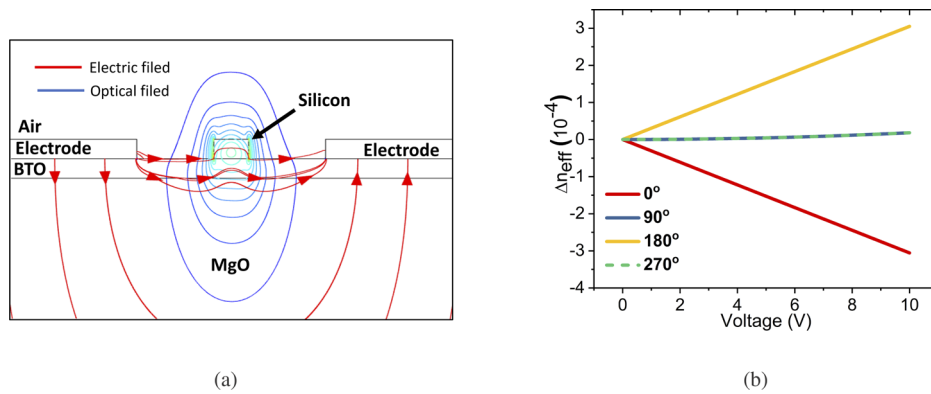 (a)
Electric filed
Optical filed
Silicon
Air
Electrode
Electrode
BTO
MgO
(b)
3
2
1
0
-1
-2
-3
-4
Δn_eff (10⁻⁴)
0°
90°
180°
270°
0 2 4 6 8 10
Voltage (V)
(a)
(b)